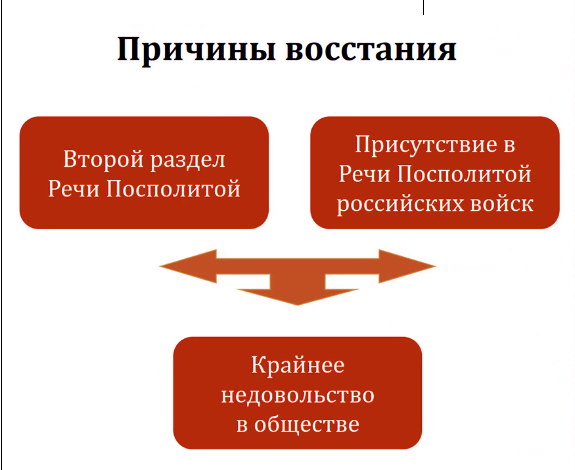 Причины восстания
Второй раздел
Речи Посполитой
Присутствие в
Речи Посполитой
российских войск
Крайнее
недовольство
в обществе